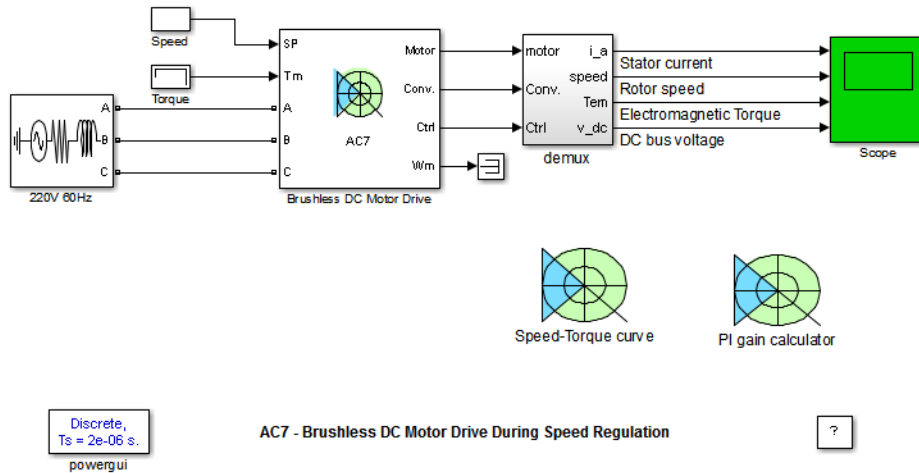 Speed
SP
Motor
motor
i_a
Stator current
speed
Rotor speed
Torque
Tm
Conv.
Conv.
Tem
Electromagnetic Torque
A
A
AC7
Ctrl
Ctrl
v_dc
DC bus voltage
B
B
demux
Scope
C
C
Wm
220V 60Hz
Brushless DC Motor Drive
Speed-Torque curve
PI gain calculator
Discrete,
Ts = 2e-06 s.
powergui
AC7 - Brushless DC Motor Drive During Speed Regulation
?